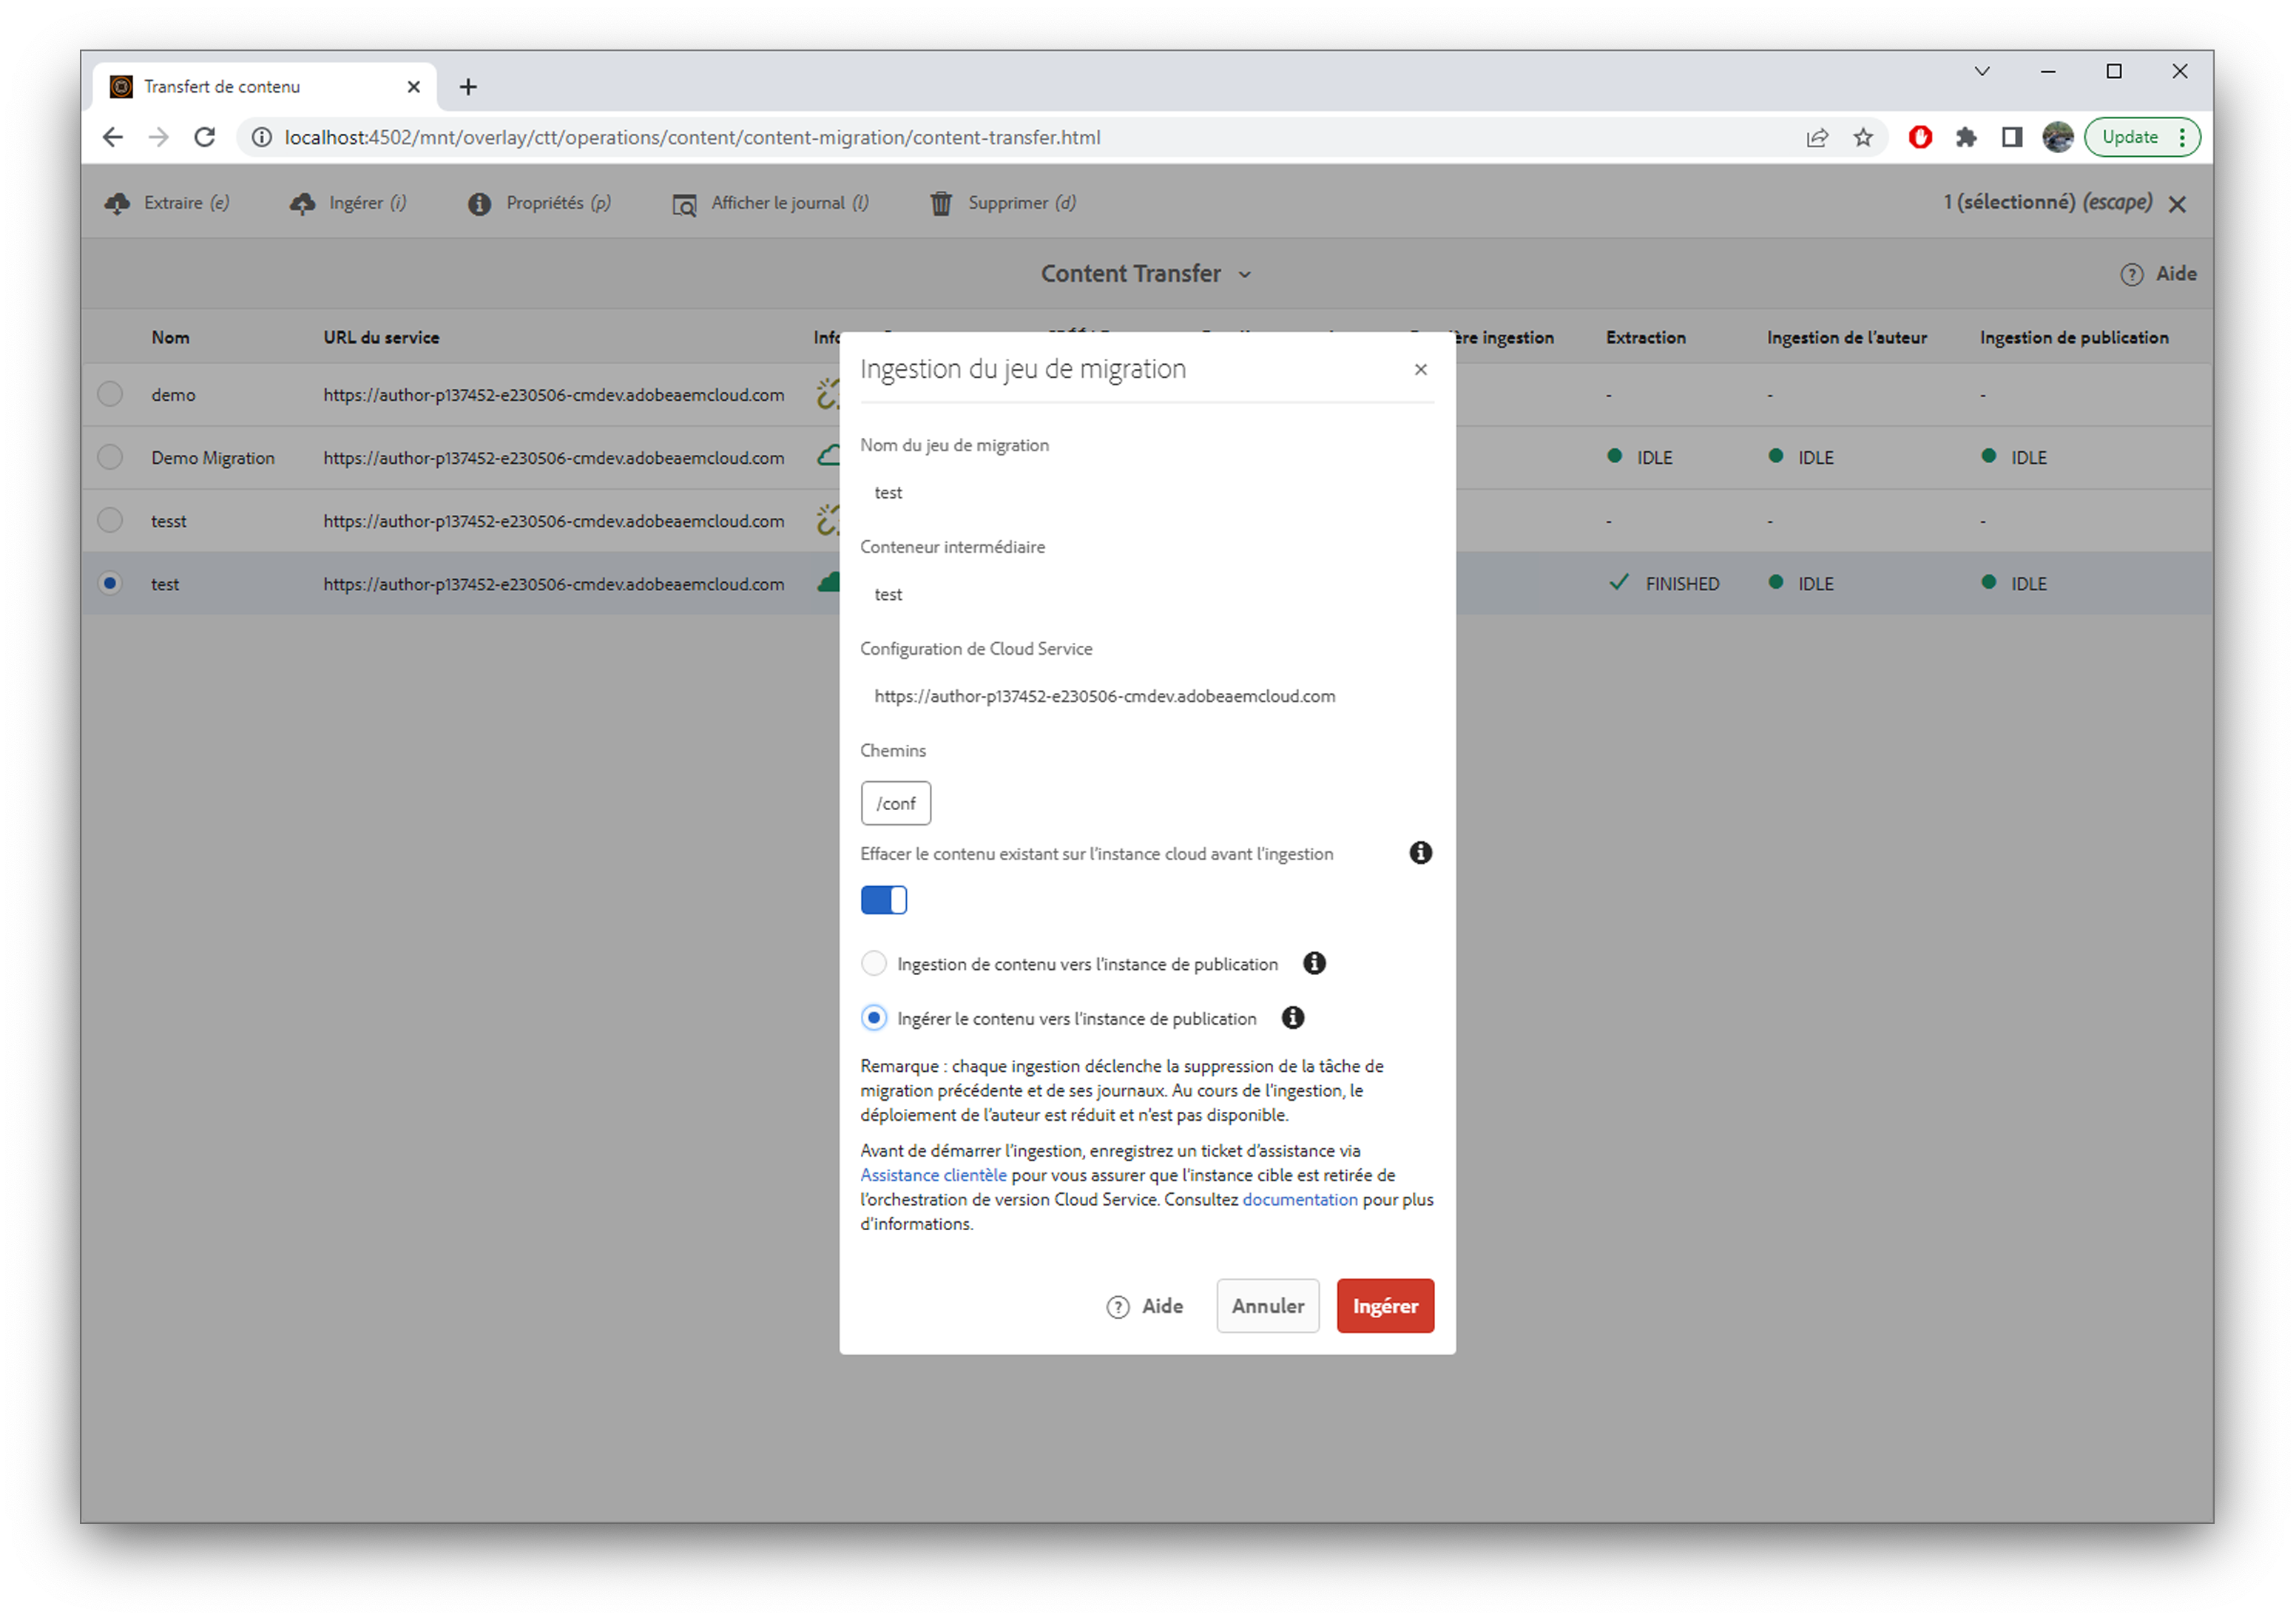 Transfert de contenu
localhost:4502/mnt/overlay/ctt/operations/content/content-migration/content-transfer.html
Update
Extraire (e) Ingérer (i) Propriétés (p) Afficher le journal (l) Supprimer (d) 1 (sélectionné) (escape)
Content Transfer
Aide
Nom URL du service Extraction Ingestion de l'auteur Ingestion de publication
ingestion
demo https://author-p137452-e230506-cmdev.adobeaemcloud.com - - -
Demo Migration https://author-p137452-e230506-cmdev.adobeaemcloud.com IDLE IDLE IDLE
tesst https://author-p137452-e230506-cmdev.adobeaemcloud.com - - -
test https://author-p137452-e230506-cmdev.adobeaemcloud.com FINISHED IDLE IDLE
Ingestion du jeu de migration
Nom du jeu de migration
test
Conteneur intermédiaire
test
Configuration de Cloud Service
https://author-p137452-e230506-cmdev.adobeaemcloud.com
Chemins
/conf
Effacer le contenu existant sur l'instance cloud avant l'ingestion
Ingestion de contenu vers l'instance de publication
Ingérer le contenu vers l'instance de publication
Remarque : chaque ingestion déclenche la suppression de la tâche de
migration précédente et de ses journaux. Au cours de l'ingestion, le
déploiement de l'auteur est réduit et n'est pas disponible.
Avant de démarrer l'ingestion, enregistrez un ticket d'assistance via
Assistance clientèle pour vous assurer que l'instance cible est retirée de
l'orchestration de version Cloud Service. Consultez documentation pour plus
d'informations.
Aide Annuler Ingérer